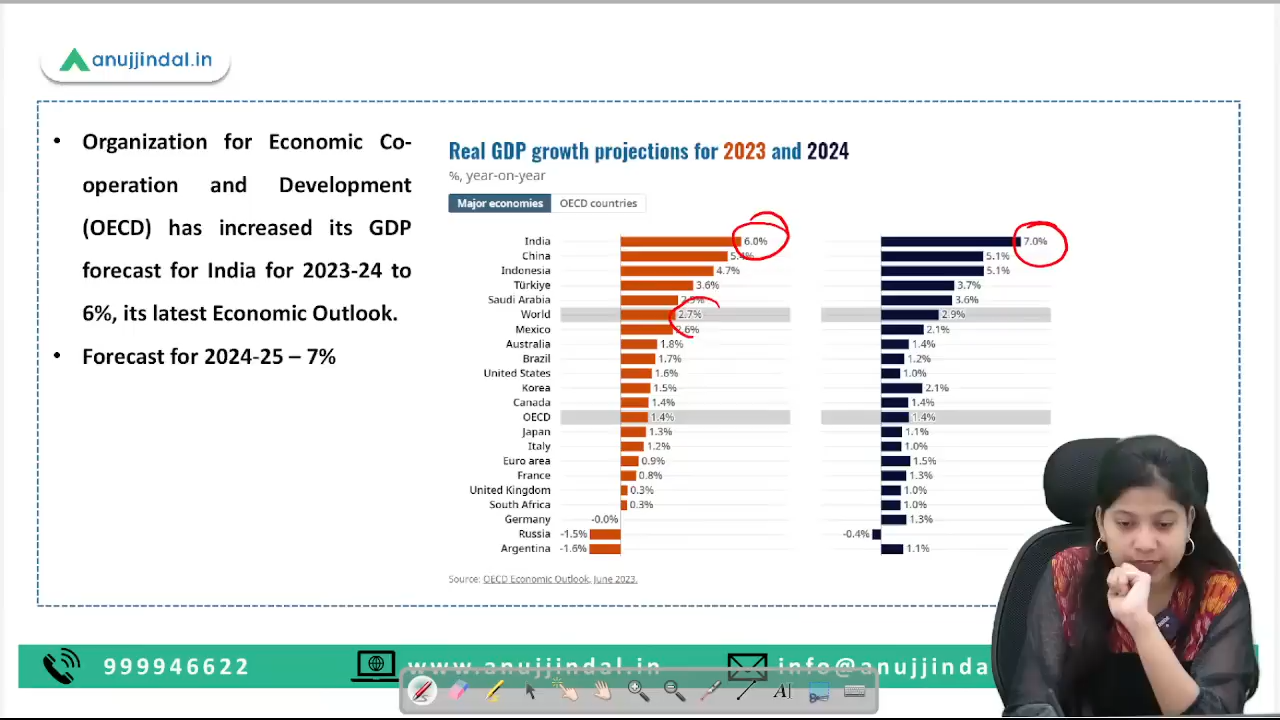 anujjindal.in
• Organization for Economic Co-
operation and Development
(OECD) has increased its GDP
forecast for India for 2023-24 to
6%, its latest Economic Outlook.
• Forecast for 2024-25 – 7%
Real GDP growth projections for 2023 and 2024
%, year-on-year
Major economies OECD countries
India 6.0% 7.0%
China 5.4% 5.1%
Indonesia 4.7% 5.1%
Türkiye 3.6% 3.7%
Saudi Arabia 3.6%
World 2.7% 2.9%
Mexico 2.6% 2.1%
Australia 1.8% 1.4%
Brazil 1.7% 1.2%
United States 1.6% 1.0%
Korea 1.5% 2.1%
Canada 1.4% 1.4%
OECD 1.4% 1.4%
Japan 1.3% 1.1%
Italy 1.2% 1.0%
Euro area 0.9% 1.5%
France 0.8% 1.3%
United Kingdom 0.3% 1.0%
South Africa 0.3% 1.0%
Germany -0.0% 1.3%
Russia -1.5% -0.4%
Argentina -1.6% 1.1%
Source: OECD Economic Outlook, June 2023.
999946622 www.anujjindal.in info@anujjinda
AI